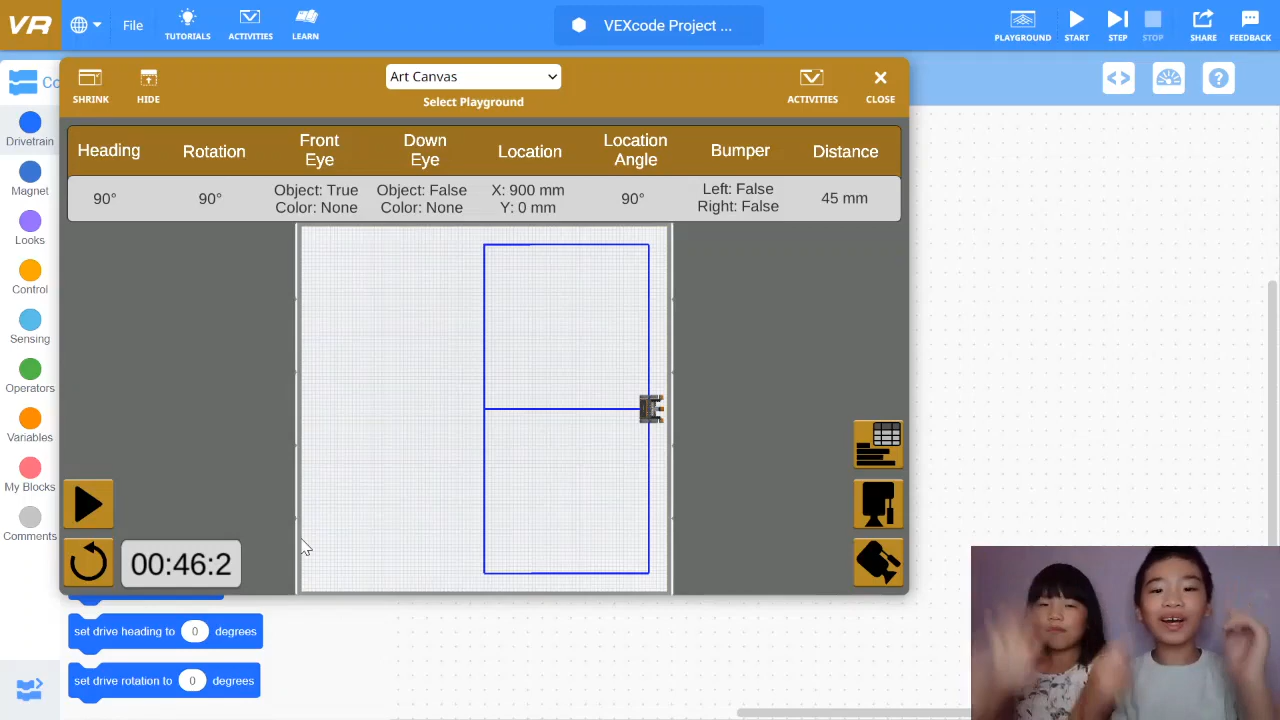 VR
File
TUTORIALS
ACTIVITIES
LEARN
VEXcode Project ...
PLAYGROUND
START
STEP
STOP
SHARE
FEEDBACK
Co
SHRINK
HIDE
Art Canvas
Select Playground
ACTIVITIES
CLOSE
Heading
Rotation
Front
Eye
Down
Eye
Location
Location
Angle
Bumper
Distance
90°
90°
Object: True
Color: None
Object: False
Color: None
X: 900 mm
Y: 0 mm
90°
Left: False
Right: False
45 mm
Drivetrain
Magnet
Looks
Control
Sensing
Operators
Variables
My Blocks
Comments
00:46:2
set drive heading to 0 degrees
set drive rotation to 0 degrees